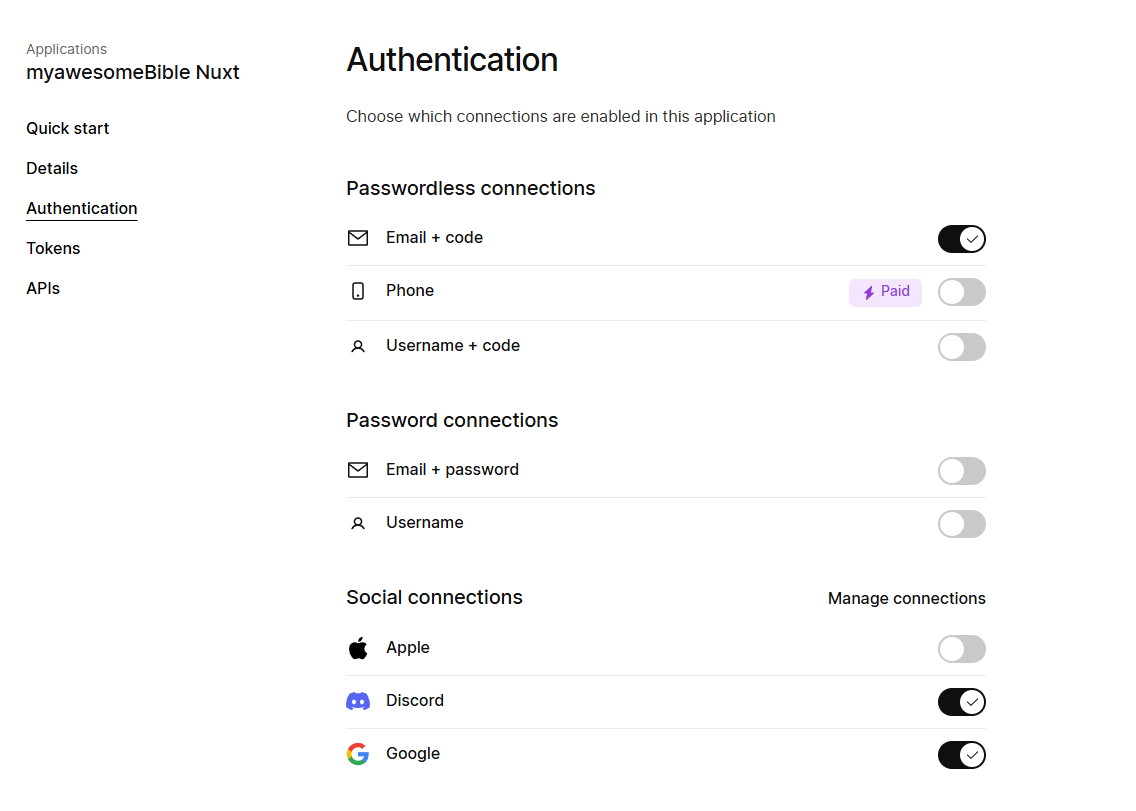 Applications
myawesomeBible Nuxt
Quick start
Details
Authentication
Tokens
APIs
Authentication
Choose which connections are enabled in this application
Passwordless connections
Email + code
Phone
Paid
Username + code
Password connections
Email + password
Username
Social connections
Manage connections
Apple
Discord
Google